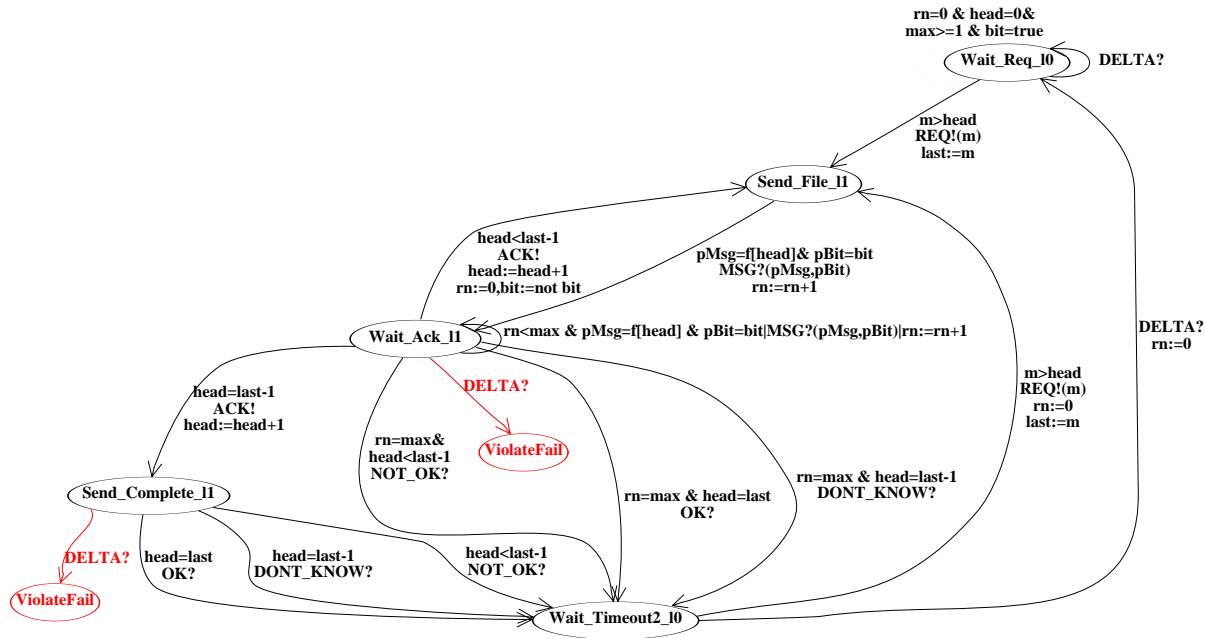 rn=0 & head=0&
max>=1 & bit=true
Wait_Req_l0
DELTA?
m>head
REQ!(m)
last:=m
Send_File_l1
head<last-1
ACK!
head:=head+1
rn:=0,bit:=not bit
pMsg=f[head]& pBit=bit
MSG?(pMsg,pBit)
rn:=rn+1
Wait_Ack_l1
rn<max & pMsg=f[head] & pBit=bit|MSG?(pMsg,pBit)|rn:=rn+1
DELTA?
rn:=0
head=last-1
ACK!
head:=head+1
DELTA?
m>head
REQ!(m)
rn:=0
last:=m
rn=max&
head<last-1
NOT_OK?
ViolateFail
rn=max & head=last
OK?
rn=max & head=last-1
DONT_KNOW?
Send_Complete_l1
DELTA?
head=last
OK?
head=last-1
DONT_KNOW?
head<last-1
NOT_OK?
ViolateFail
Wait_Timeout2_l0